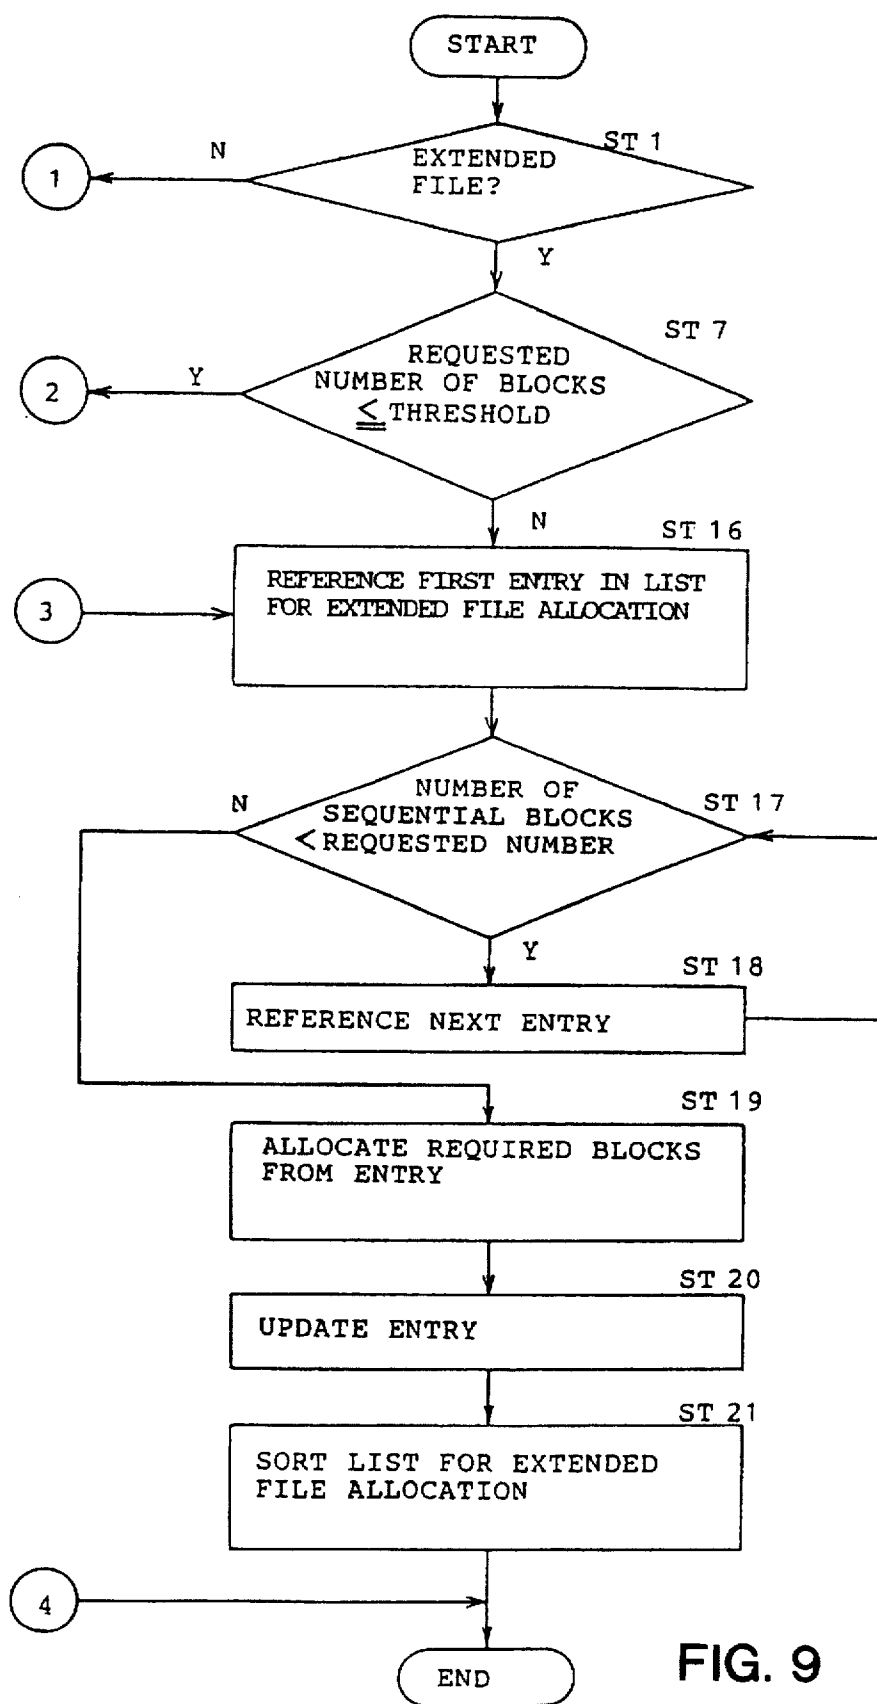 START
ST 1
N
EXTENDED
FILE?
1
Y
ST 7
REQUESTED
NUMBER OF BLOCKS
≦ THRESHOLD
Y
2
N
ST 16
REFERENCE FIRST ENTRY IN LIST
FOR EXTENDED FILE ALLOCATION
3
NUMBER OF
SEQUENTIAL BLOCKS
< REQUESTED NUMBER
N
ST 17
Y
ST 18
REFERENCE NEXT ENTRY
ST 19
ALLOCATE REQUIRED BLOCKS
FROM ENTRY
ST 20
UPDATE ENTRY
ST 21
SORT LIST FOR EXTENDED
FILE ALLOCATION
4
END
FIG. 9